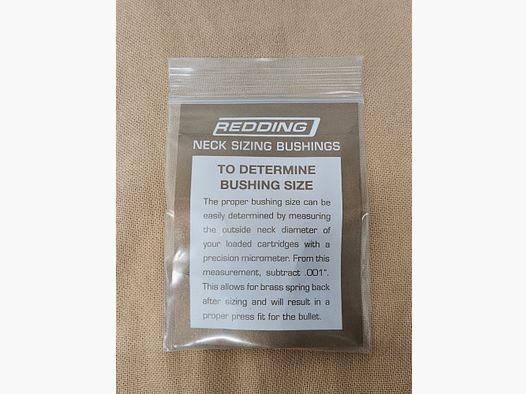 REDDING
NECK SIZING BUSHINGS
TO DETERMINE
BUSHING SIZE
The proper bushing size can be
easily determined by measuring
the outside neck diameter of
your loaded cartridges with a
precision micrometer. From this
measurement, subtract .001".
This allows for brass spring back
after sizing and will result in a
proper press fit for the bullet.